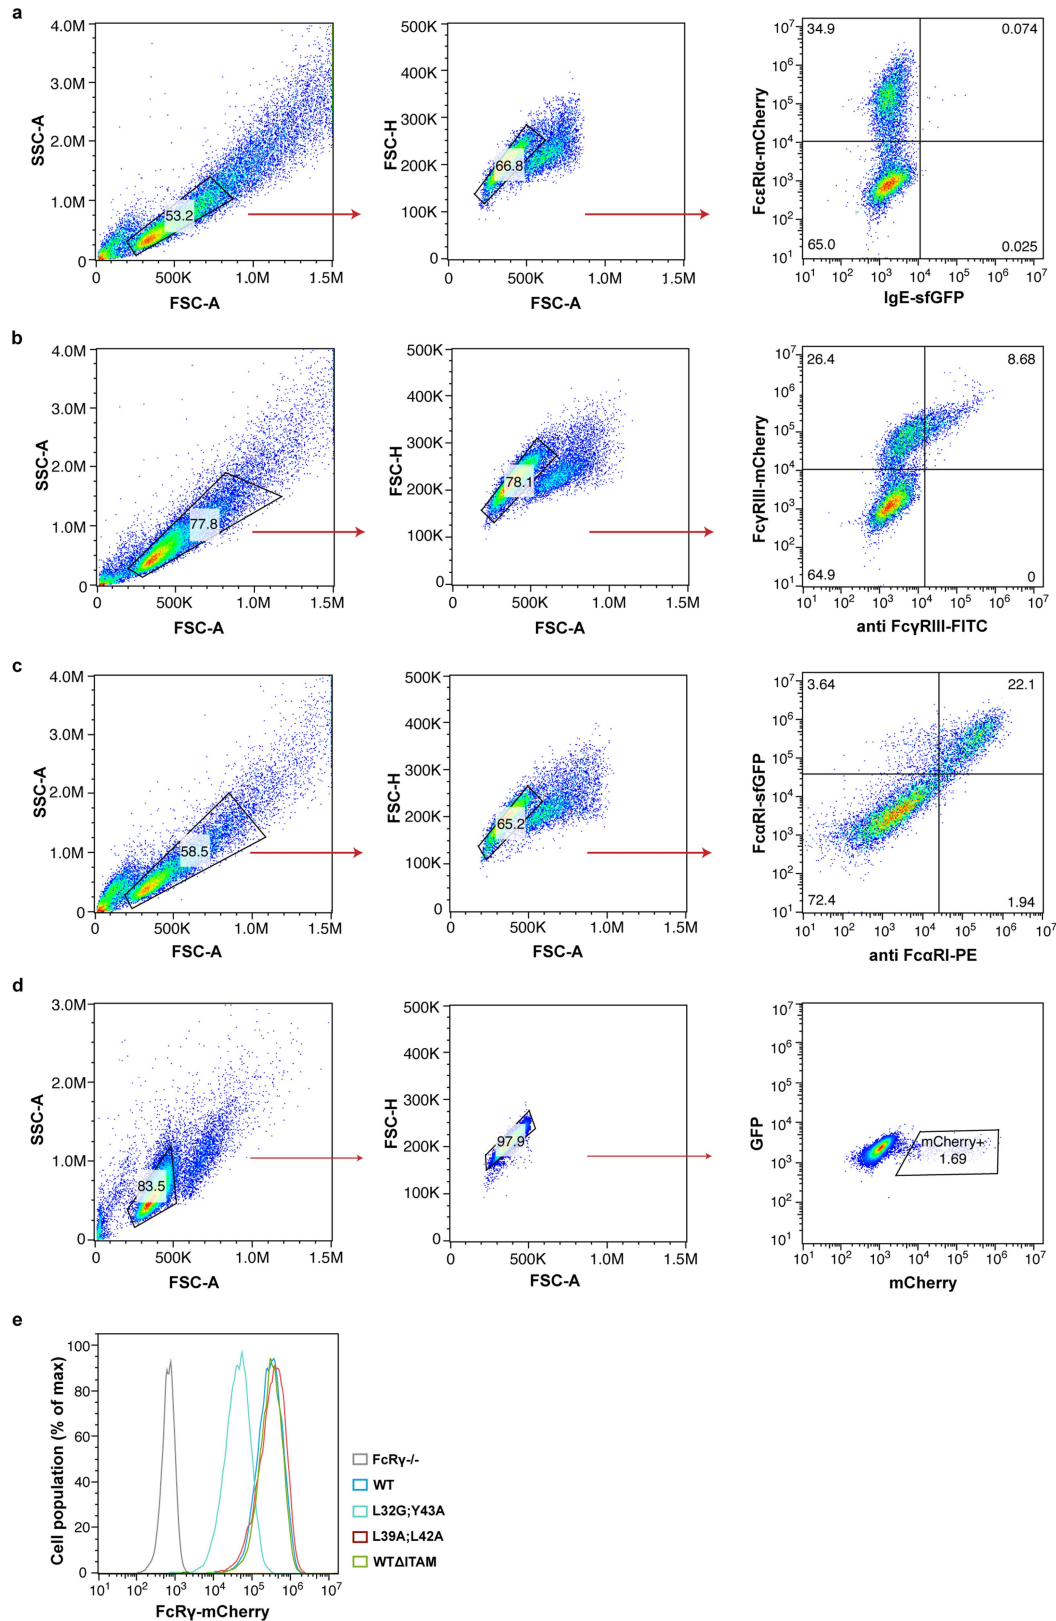 a
4.0M
3.0M
2.0M
1.0M
0
SSC-A
53.2
0 500K 1.0M 1.5M
FSC-A
500K
400K
300K
200K
100K
0
FSC-H
66.8
0 500K 1.0M 1.5M
FSC-A
10⁷
10⁶
10⁵
10⁴
10³
10²
10¹
FcεRIα-mCherry
34.9 0.074
65.0 0.025
10¹ 10² 10³ 10⁴ 10⁵ 10⁶ 10⁷
IgE-sfGFP
b
4.0M
3.0M
2.0M
1.0M
0
SSC-A
77.8
0 500K 1.0M 1.5M
FSC-A
500K
400K
300K
200K
100K
0
FSC-H
78.1
0 500K 1.0M 1.5M
FSC-A
10⁷
10⁶
10⁵
10⁴
10³
10²
10¹
FcγRIII-mCherry
26.4 8.68
64.9 0
10¹ 10² 10³ 10⁴ 10⁵ 10⁶ 10⁷
anti FcγRIII-FITC
c
4.0M
3.0M
2.0M
1.0M
0
SSC-A
58.5
0 500K 1.0M 1.5M
FSC-A
500K
400K
300K
200K
100K
0
FSC-H
65.2
0 500K 1.0M 1.5M
FSC-A
10⁷
10⁶
10⁵
10⁴
10³
10²
10¹
FcαRI-sfGFP
3.64 22.1
72.4 1.94
10¹ 10² 10³ 10⁴ 10⁵ 10⁶ 10⁷
anti FcαRI-PE
d
3.0M
2.0M
1.0M
0
SSC-A
83.5
0 500K 1.0M 1.5M
FSC-A
500K
400K
300K
200K
100K
0
FSC-H
97.9
0 500K 1.0M 1.5M
FSC-A
10⁷
10⁶
10⁵
10⁴
10³
10²
10¹
GFP
mCherry+
1.69
10¹ 10² 10³ 10⁴ 10⁵ 10⁶ 10⁷
mCherry
e
100
80
60
40
20
0
Cell population (% of max)
10¹ 10² 10³ 10⁴ 10⁵ 10⁶ 10⁷
FcRγ-mCherry
FcRγ-/-
WT
L32G;Y43A
L39A;L42A
WTΔITAM